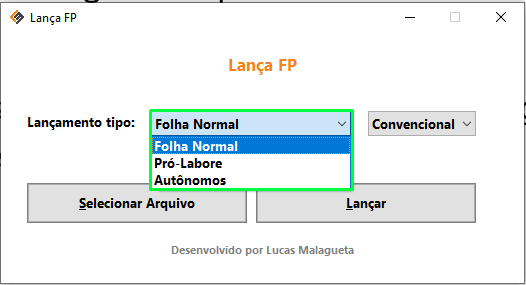 Lança FP
Lança FP
Lançamento tipo: Folha Normal Convencional
Folha Normal
Pró-Labore
Autônomos
Selecionar Arquivo Lançar
Desenvolvido por Lucas Malagueta